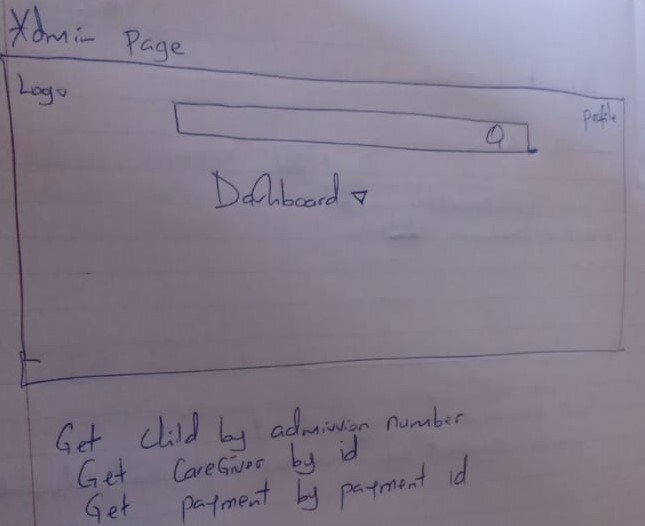 Admin Page
Logo
profile
Dashboard
Get child by admission number
Get CareGiver by id
Get payment by payment id